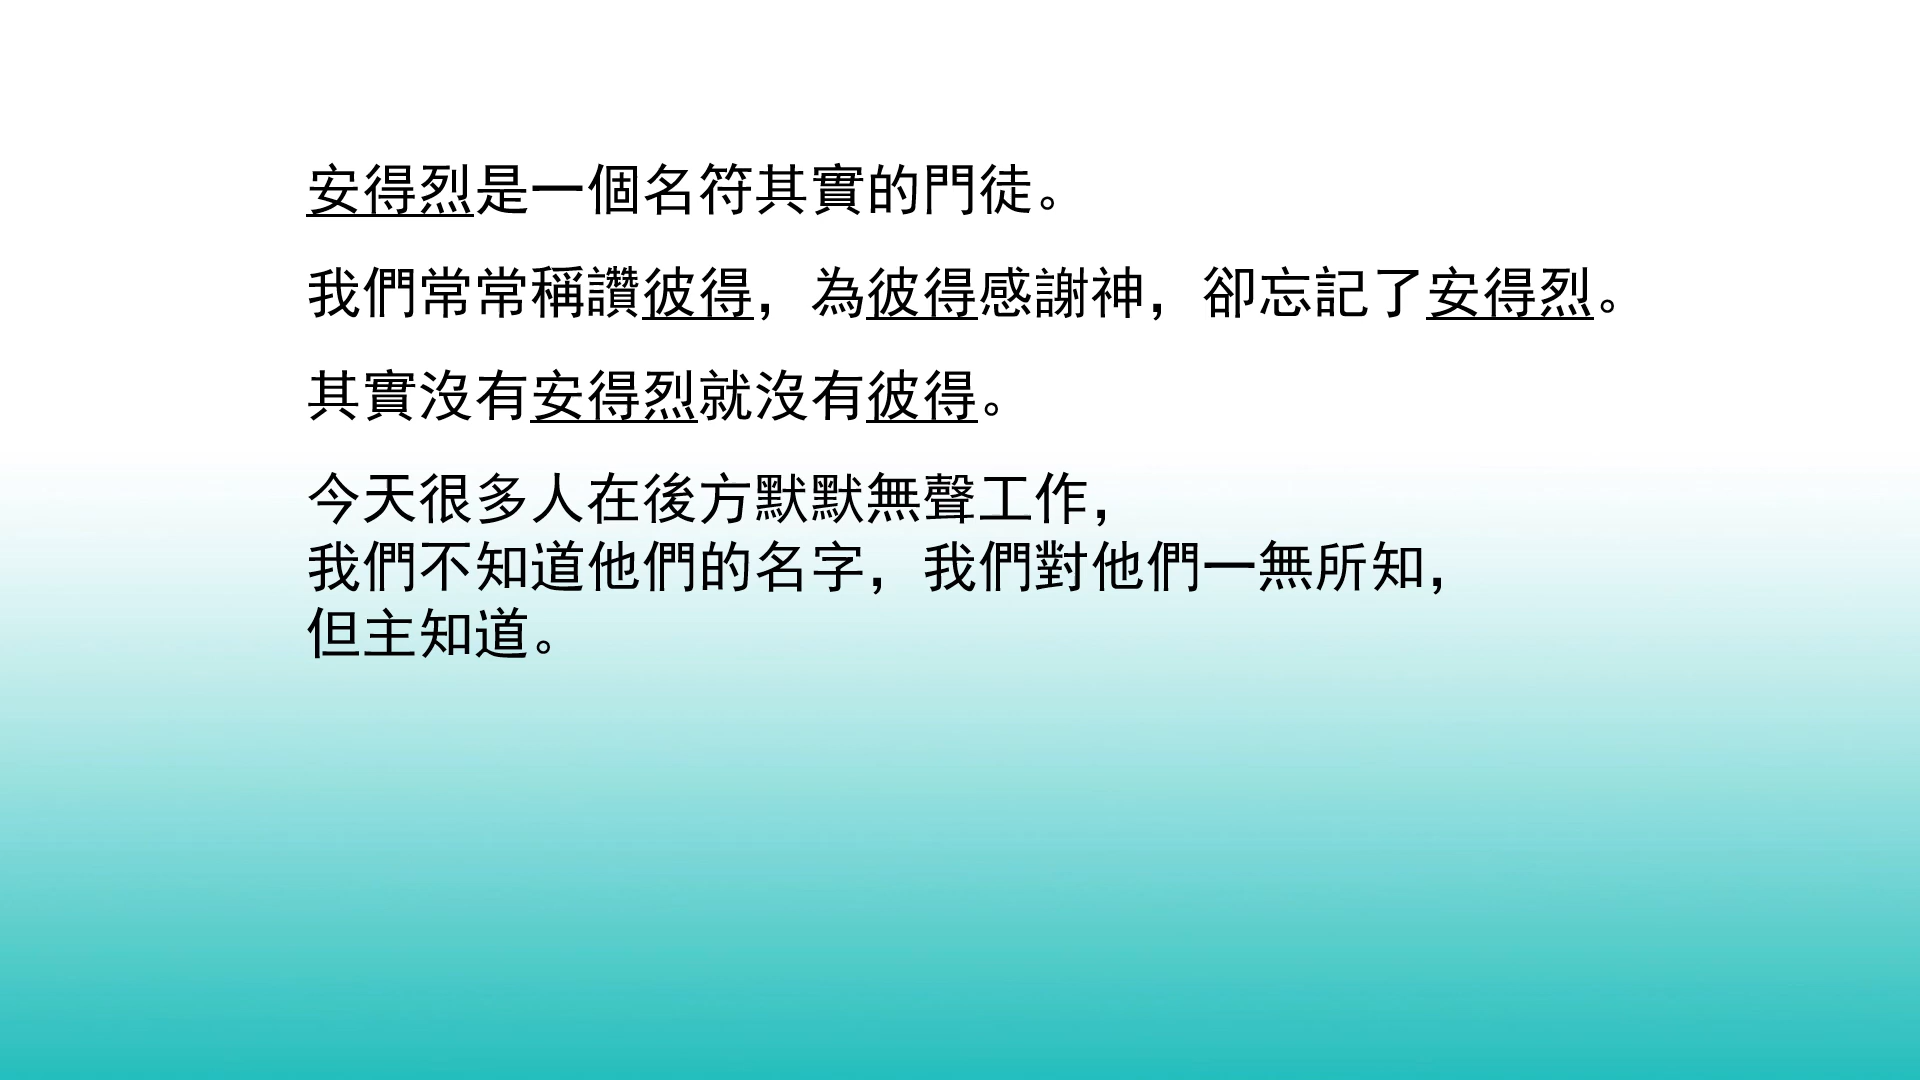 安得烈是一個名符其實的門徒。
我們常常稱讚彼得，為彼得感謝神，卻忘記了安得烈。
其實沒有安得烈就沒有彼得。
今天很多人在後方默默無聲工作，
我們不知道他們的名字，我們對他們一無所知，
但主知道。